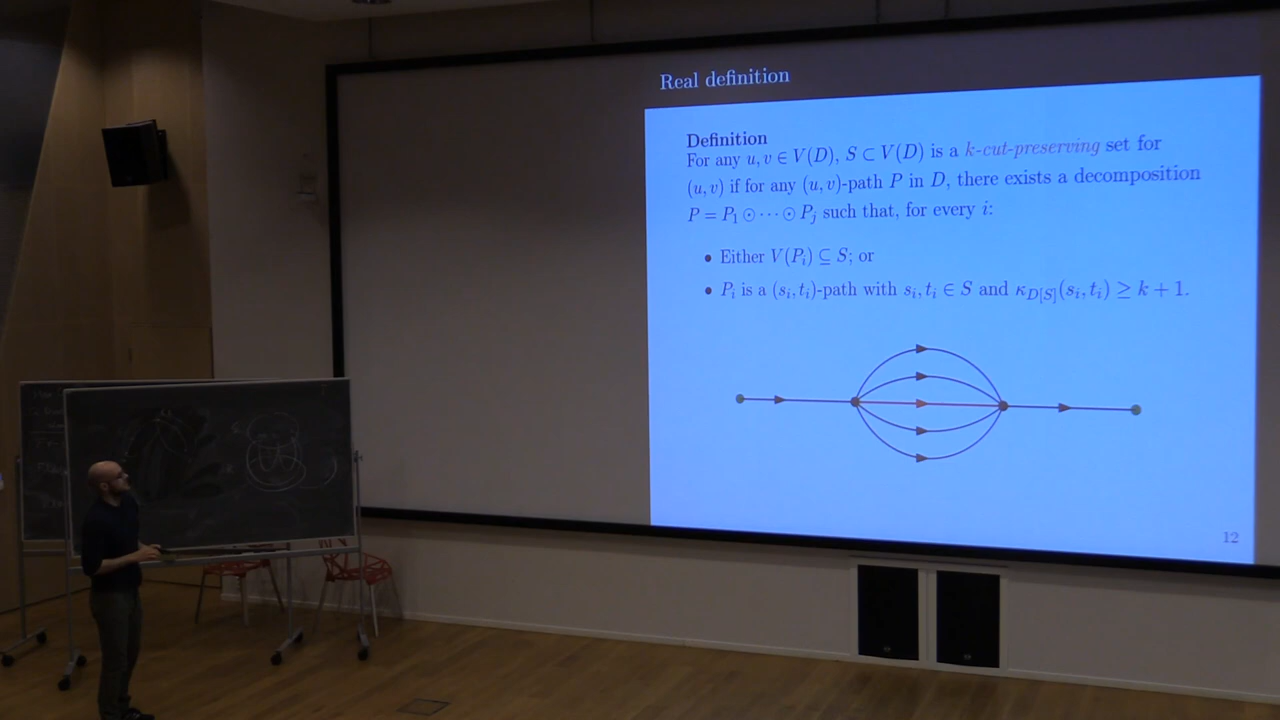 Real definition
Definition
For any u, v ∈ V(D), S ⊂ V(D) is a k-cut-preserving set for
(u, v) if for any (u, v)-path P in D, there exists a decomposition
P = P₁ ⊙ ⋯ ⊙ Pⱼ such that, for every i:
• Either V(Pᵢ) ⊆ S; or
• Pᵢ is a (sᵢ, tᵢ)-path with sᵢ, tᵢ ∈ S and κ_{D[S]}(sᵢ, tᵢ) ≥ k + 1.
12